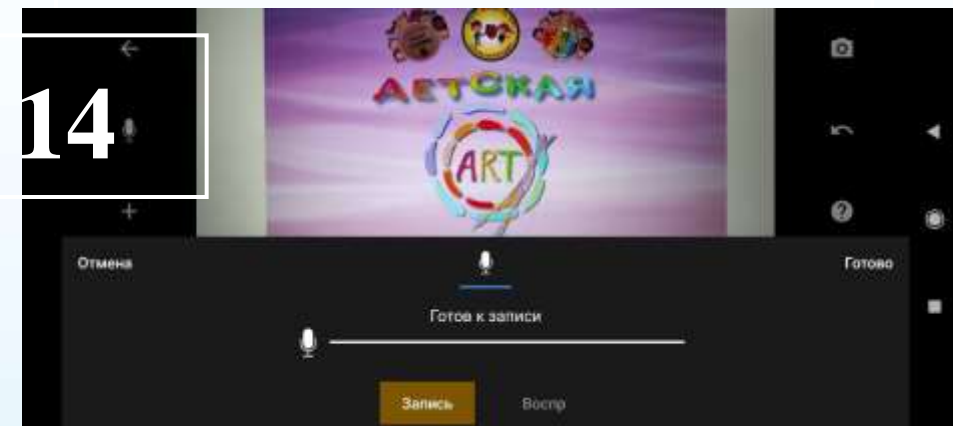 14
ДЕТСКАЯ
ART
Отмена
Готово
Готов к записи
Запись
Воспр